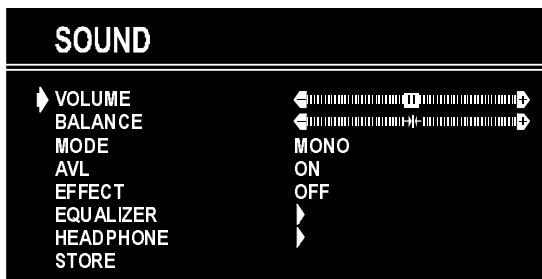 SOUND
VOLUME
BALANCE
MODE MONO
AVL ON
EFFECT OFF
EQUALIZER
HEADPHONE
STORE